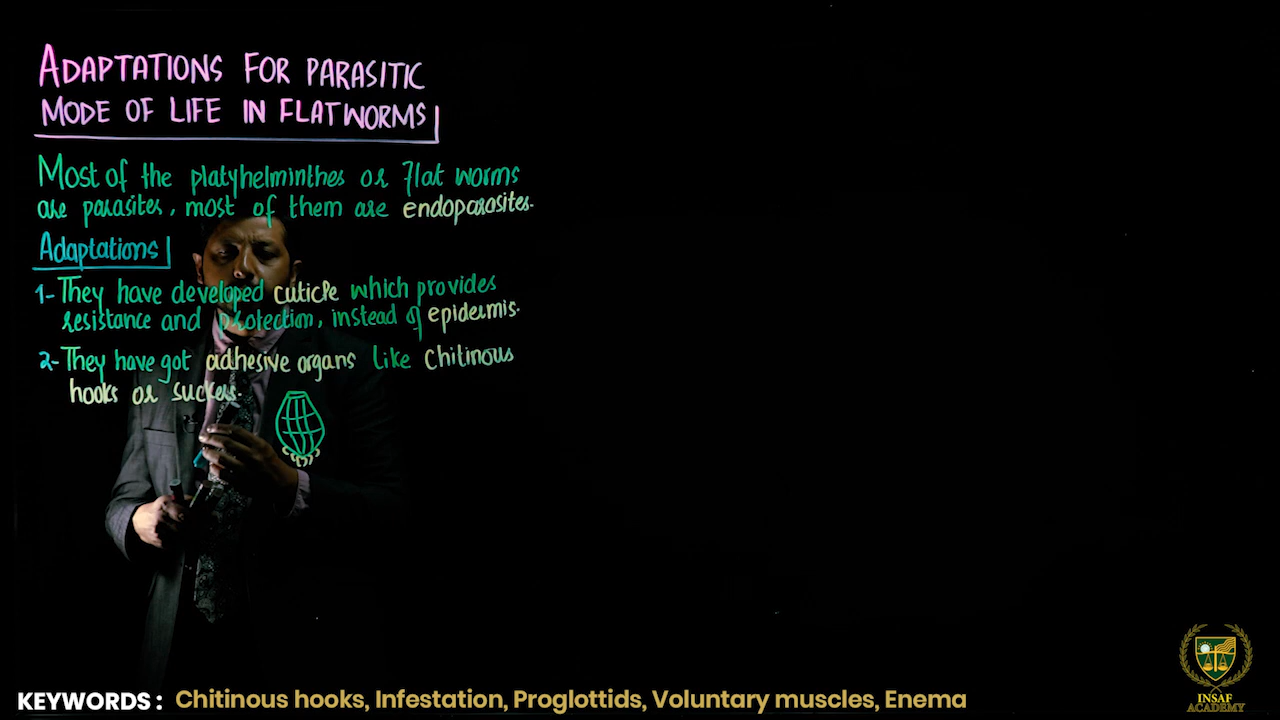 ADAPTATIONS FOR PARASITIC
MODE OF LIFE IN FLATWORMS
Most of the platyhelminthes or Flat worms
are parasites, most of them are endoparasites.
Adaptations
1- They have developed cuticle which provides
resistance and protection, instead of epidermis.
2- They have got adhesive organs like chitinous
hooks or suckers.
KEYWORDS : Chitinous hooks, Infestation, Proglottids, Voluntary muscles, Enema
INSAF
ACADEMY